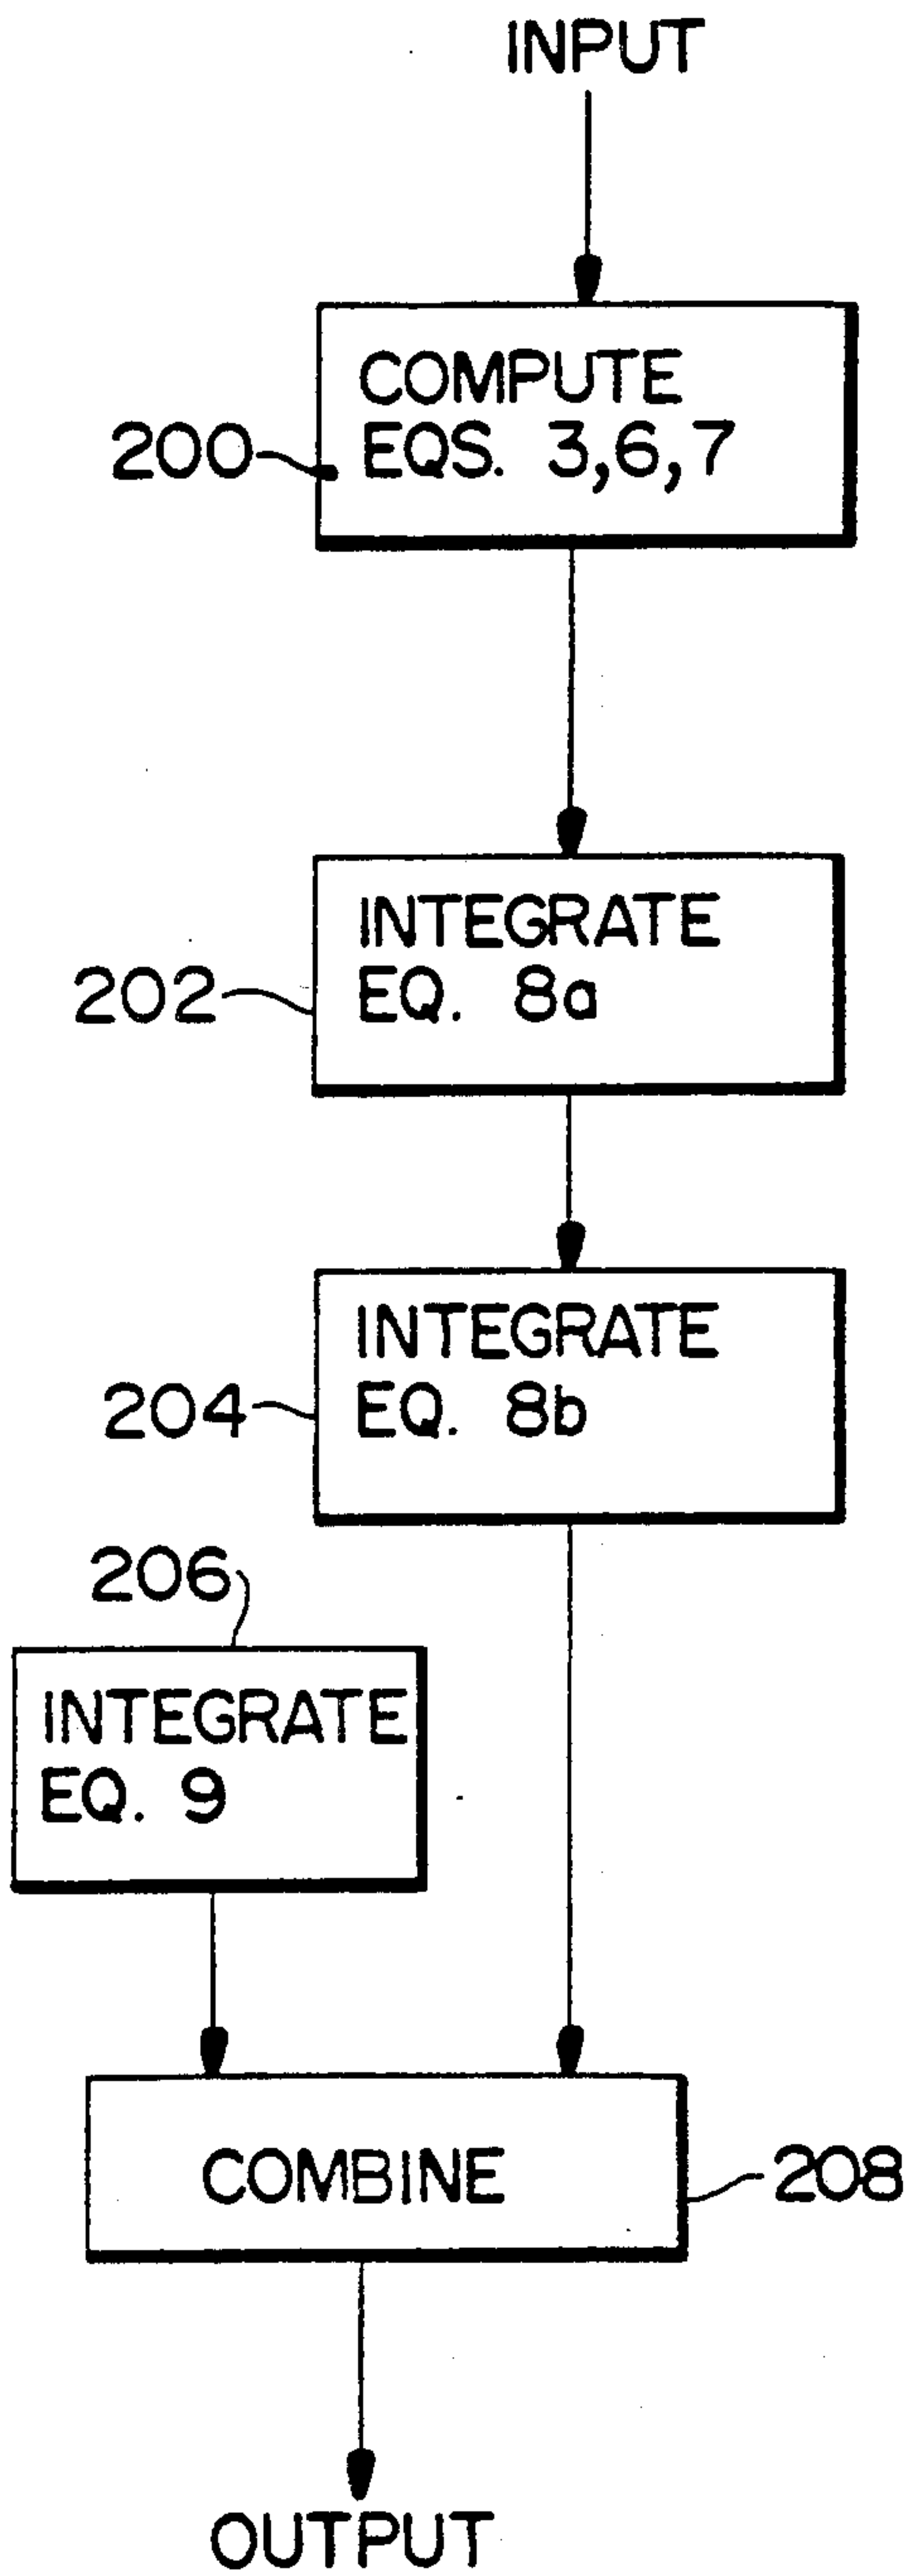 INPUT
COMPUTE
200
EQS. 3,6,7
INTEGRATE
202
EQ. 8a
INTEGRATE
204
EQ. 8b
206
INTEGRATE
EQ. 9
COMBINE
208
OUTPUT